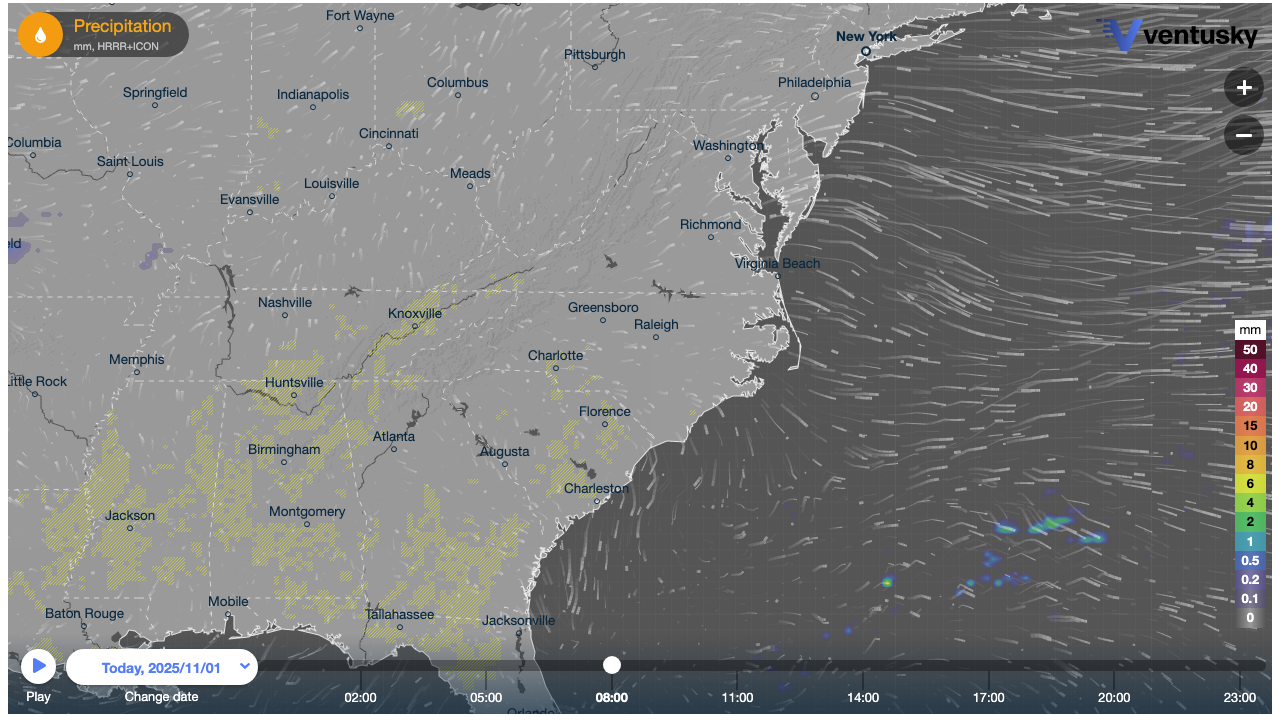 Precipitation
mm, HRRR+ICON
ventusky
Fort Wayne
New York
Pittsburgh
Columbus
Philadelphia
Springfield
Indianapolis
+
Cincinnati
−
Columbia
Washington
Saint Louis
Meads
Louisville
Evansville
Richmond
eld
Virginia Beach
Nashville
Greensboro
Knoxville
Raleigh
mm
50
Memphis
Charlotte
40
Little Rock
Huntsville
30
20
Florence
15
Atlanta
10
Birmingham
Augusta
8
6
Charleston
4
Jackson
Montgomery
2
1
0.5
0.2
0.1
Mobile
Baton Rouge
Tallahassee
Jacksonville
0
Today, 2025/11/01
Play
Change date
02:00
05:00
08:00
11:00
14:00
17:00
20:00
23:00
Orlando